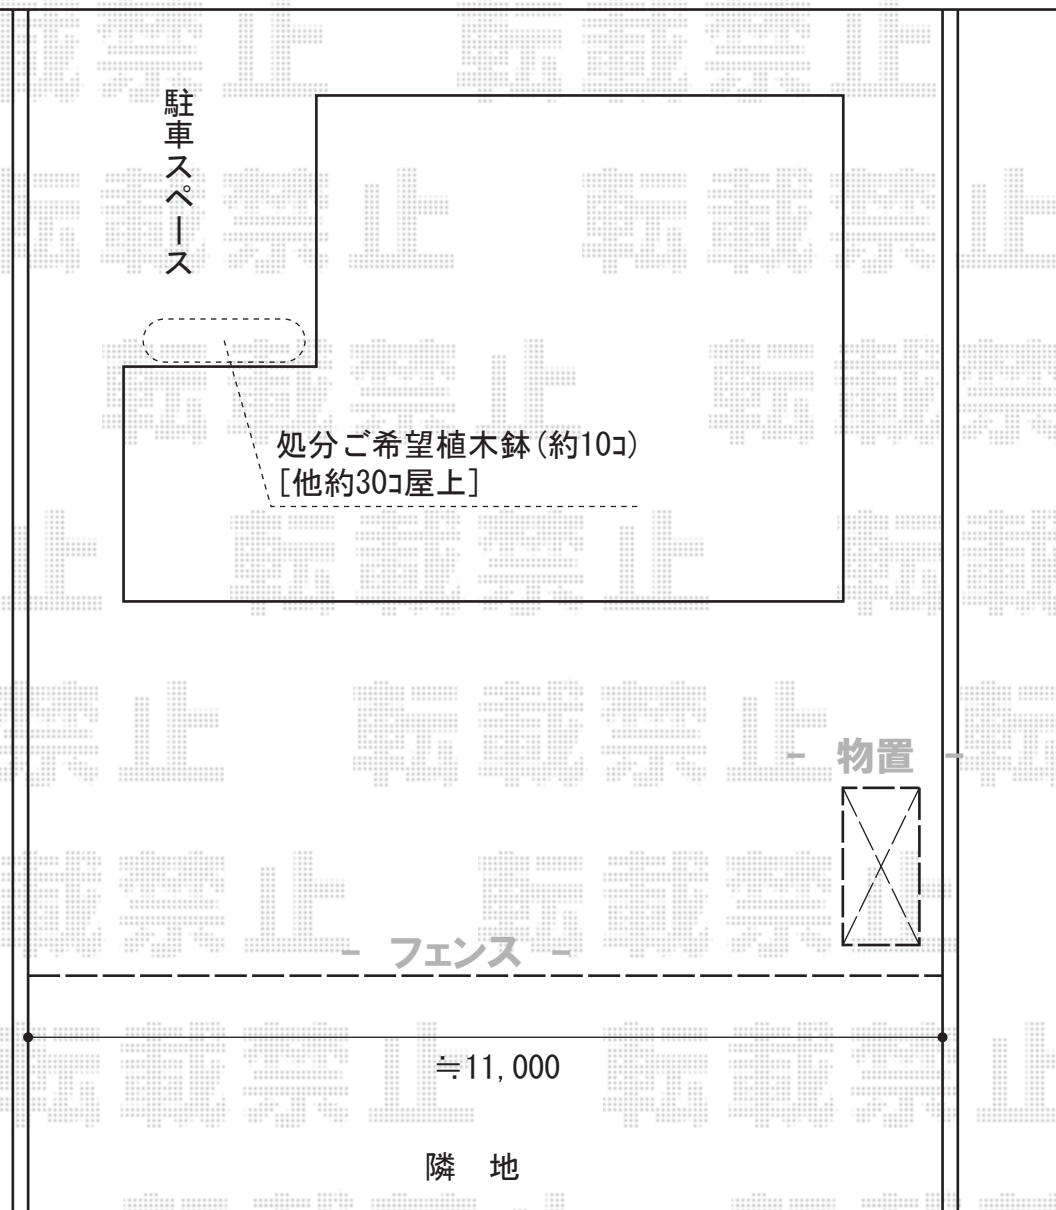 駐車スペース
処分ご希望植木鉢(約10コ)
[他約30コ屋上]
- 物置 -
- フェンス -
≒11,000
隣 地
転載禁止